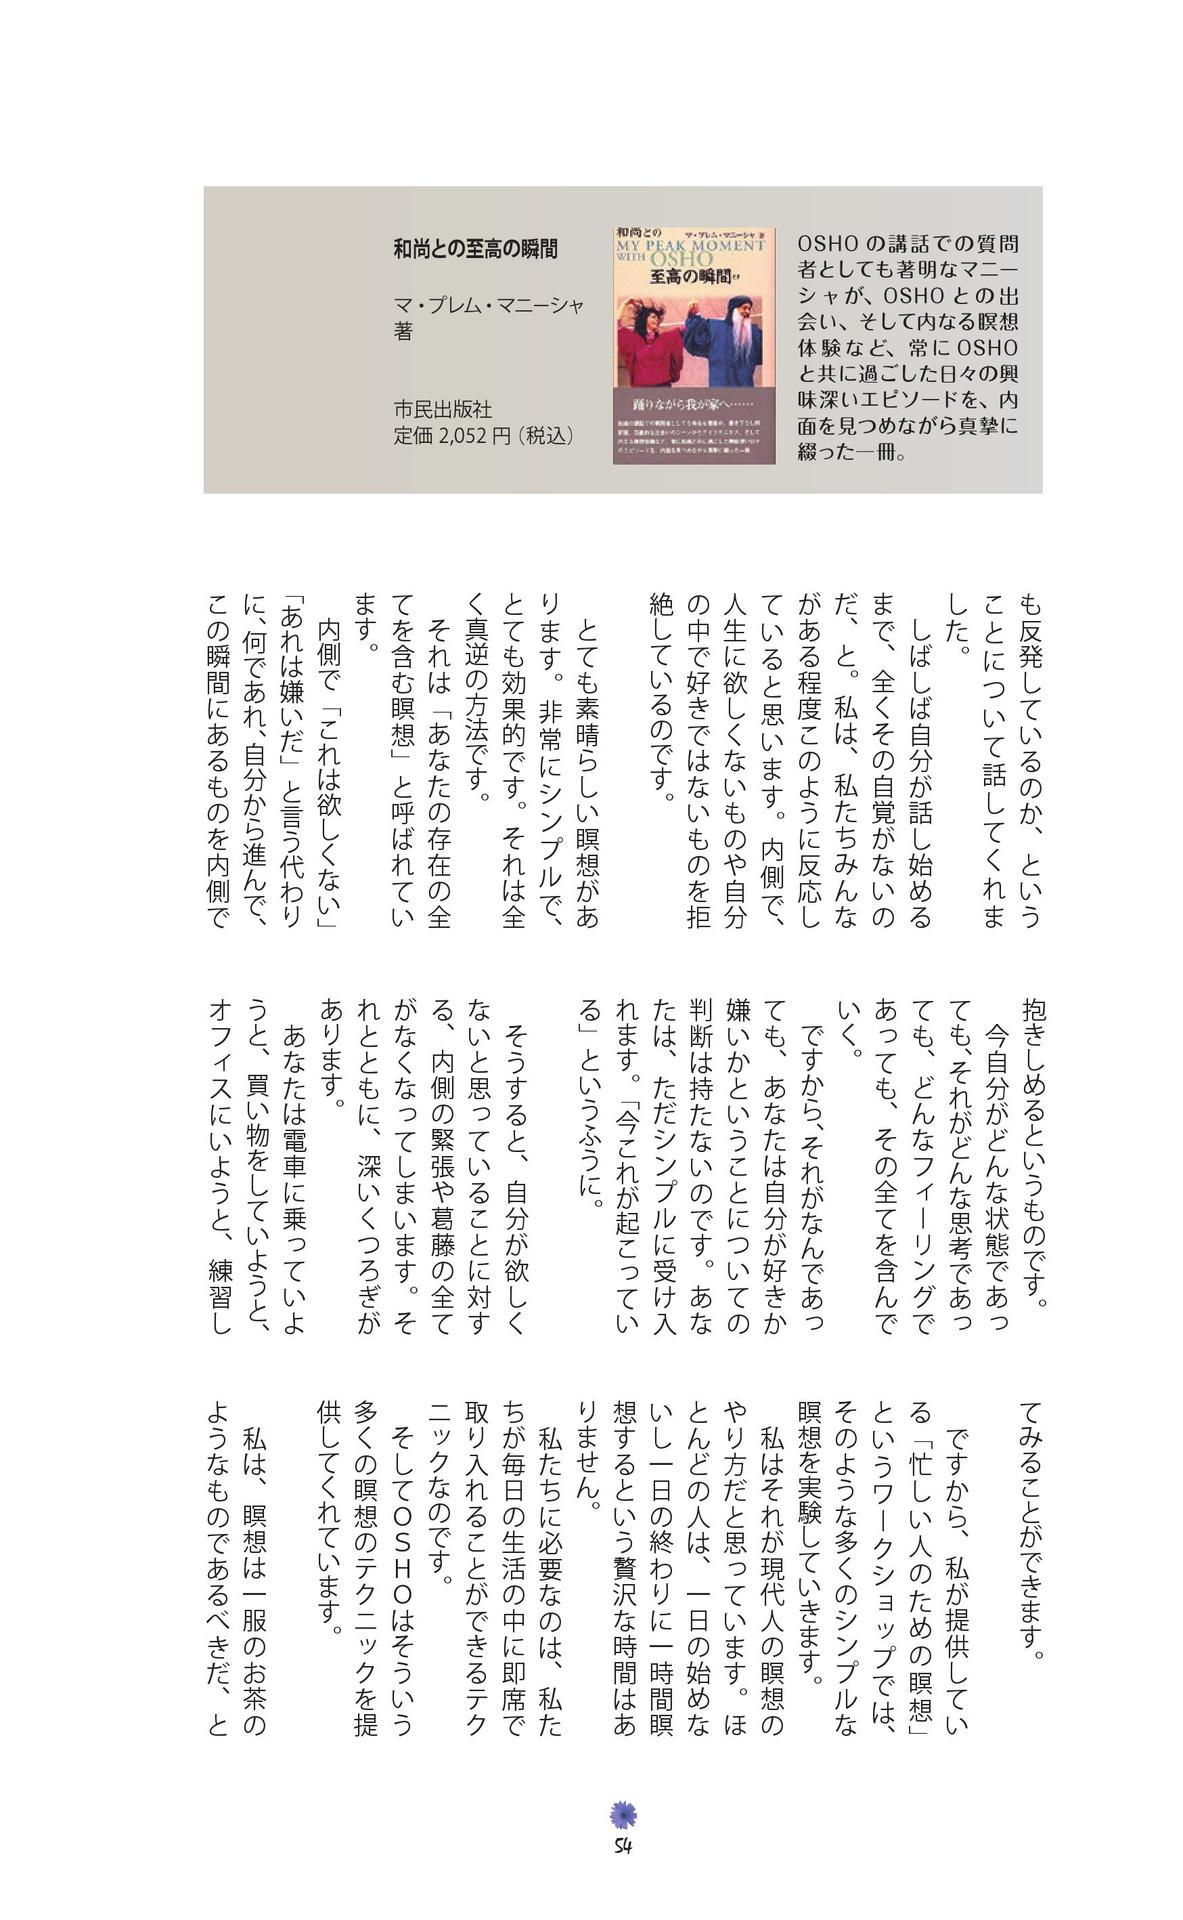 和尚との至高の瞬間
マ・プレム・マニーシャ
著
市民出版社
定価 2,052 円（税込）
和尚との
マ・プレム・マニーシャ 著
MY PEAK MOMENT
WITH OSHO
至高の瞬間
踊りながら我が家へ……
OSHO の講話での質問
者としても著明なマニー
シャが、OSHO との出
会い、そして内なる瞑想
体験など、常に OSHO
と共に過ごした日々の興
味深いエピソードを、内
面を見つめながら真摯に
綴った一冊。
も反発しているのか、という
ことについて話してくれま
した。
しばしば自分が話し始める
まで、全くその自覚がないの
だ、と。私は、私たちみんな
がある程度このように反応し
ていると思います。内側で、
人生に欲しくないものや自分
の中で好きではないものを拒
絶しているのです。
とても素晴らしい瞑想があ
ります。非常にシンプルで、
とても効果的です。それは全
く真逆の方法です。
それは「あなたの存在の全
てを含む瞑想」と呼ばれてい
ます。
内側で「これは欲しくない」
「あれは嫌いだ」と言う代わり
に、何であれ、自分から進んで、
この瞬間にあるものを内側で
抱きしめるというものです。
今自分がどんな状態であっ
ても、それがどんな思考であっ
ても、どんなフィーリングで
あっても、その全てを含んで
いく。
ですから、それがなんであっ
ても、あなたは自分が好きか
嫌いかということについての
判断は持たないのです。あな
たは、ただシンプルに受け入
れます。「今これが起こってい
る」というふうに。
そうすると、自分が欲しく
ないと思っていることに対す
る、内側の緊張や葛藤の全て
がなくなってしまいます。そ
れとともに、深いくつろぎが
あります。
あなたは電車に乗っていよ
うと、買い物をしていようと、
オフィスにいようと、練習し
てみることができます。
ですから、私が提供してい
る「忙しい人のための瞑想」
というワークショップでは、
そのような多くのシンプルな
瞑想を実験していきます。
私はそれが現代人の瞑想の
やり方だと思っています。ほ
とんどの人は、一日の始めな
いし一日の終わりに一時間瞑
想するという贅沢な時間はあ
りません。
私たちに必要なのは、私た
ちが毎日の生活の中に即席で
取り入れることができるテク
ニックなのです。
そしてＯＳＨＯはそういう
多くの瞑想のテクニックを提
供してくれています。
私は、瞑想は一服のお茶の
ようなものであるべきだ、と
54